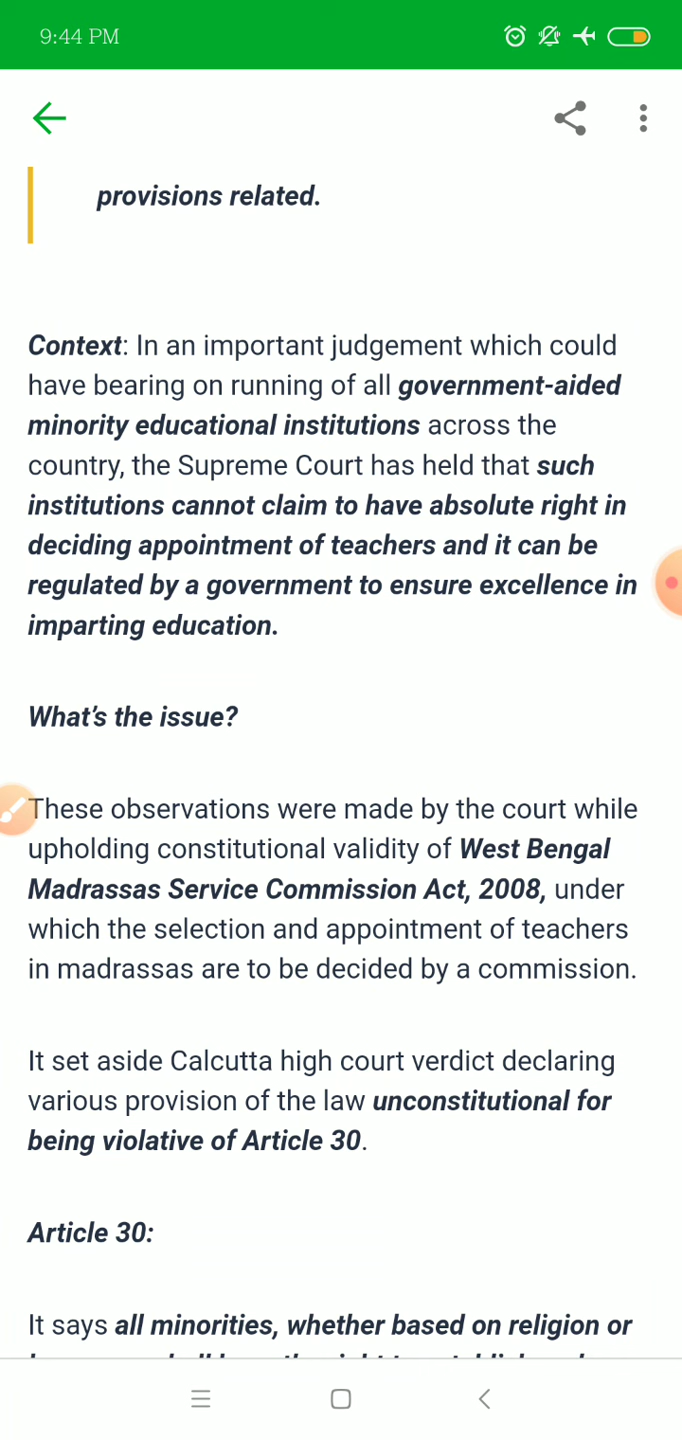 9:44 PM
provisions related.
Context: In an important judgement which could
have bearing on running of all government-aided
minority educational institutions across the
country, the Supreme Court has held that such
institutions cannot claim to have absolute right in
deciding appointment of teachers and it can be
regulated by a government to ensure excellence in
imparting education.
What's the issue?
These observations were made by the court while
upholding constitutional validity of West Bengal
Madrassas Service Commission Act, 2008, under
which the selection and appointment of teachers
in madrassas are to be decided by a commission.
It set aside Calcutta high court verdict declaring
various provision of the law unconstitutional for
being violative of Article 30.
Article 30:
It says all minorities, whether based on religion or